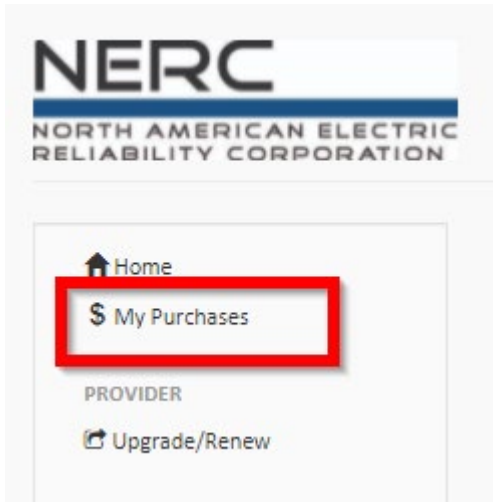 NERC
NORTH AMERICAN ELECTRIC
RELIABILITY CORPORATION
Home
$ My Purchases
PROVIDER
Upgrade/Renew